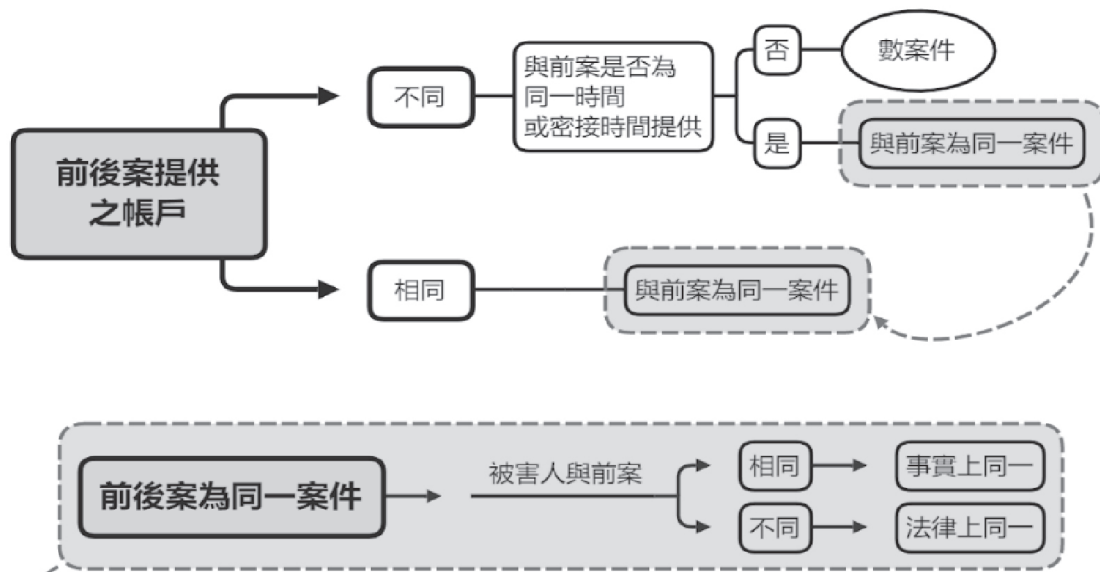 前後案提供
之帳戶
不同
與前案是否為
同一時間
或密接時間提供
否
數案件
是
與前案為同一案件
相同
與前案為同一案件
前後案為同一案件
被害人與前案
相同
事實上同一
不同
法律上同一